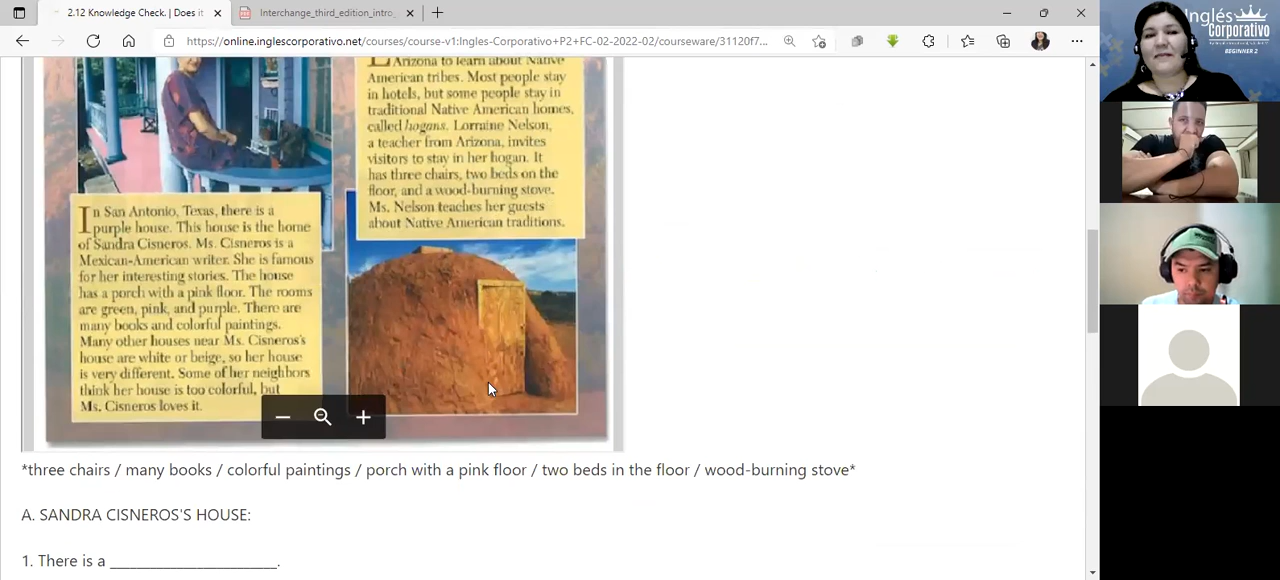 2.12 Knowledge Check. | Does it
Interchange_third_edition_intro_
https://online.inglescorporativo.net/courses/course-v1:Ingles-Corporativo+P2+FC-02-2022-02/courseware/31120f7...
Inglés
Corporativo
BEGINNER 2
Arizona to learn about Native
American tribes. Most people stay
in hotels, but some people stay in
traditional Native American homes,
called hogans. Lorraine Nelson,
a teacher from Arizona, invites
visitors to stay in her hogan. It
has three chairs, two beds on the
floor, and a wood-burning stove.
Ms. Nelson teaches her guests
about Native American traditions.
In San Antonio, Texas, there is a
purple house. This house is the home
of Sandra Cisneros. Ms. Cisneros is a
Mexican-American writer. She is famous
for her interesting stories. The house
has a porch with a pink floor. The rooms
are green, pink, and purple. There are
many books and colorful paintings.
Many other houses near Ms. Cisneros's
house are white or beige, so her house
is very different. Some of her neighbors
think her house is too colorful, but
Ms. Cisneros loves it.
*three chairs / many books / colorful paintings / porch with a pink floor / two beds in the floor / wood-burning stove*
A. SANDRA CISNEROS'S HOUSE:
1. There is a ________________________.